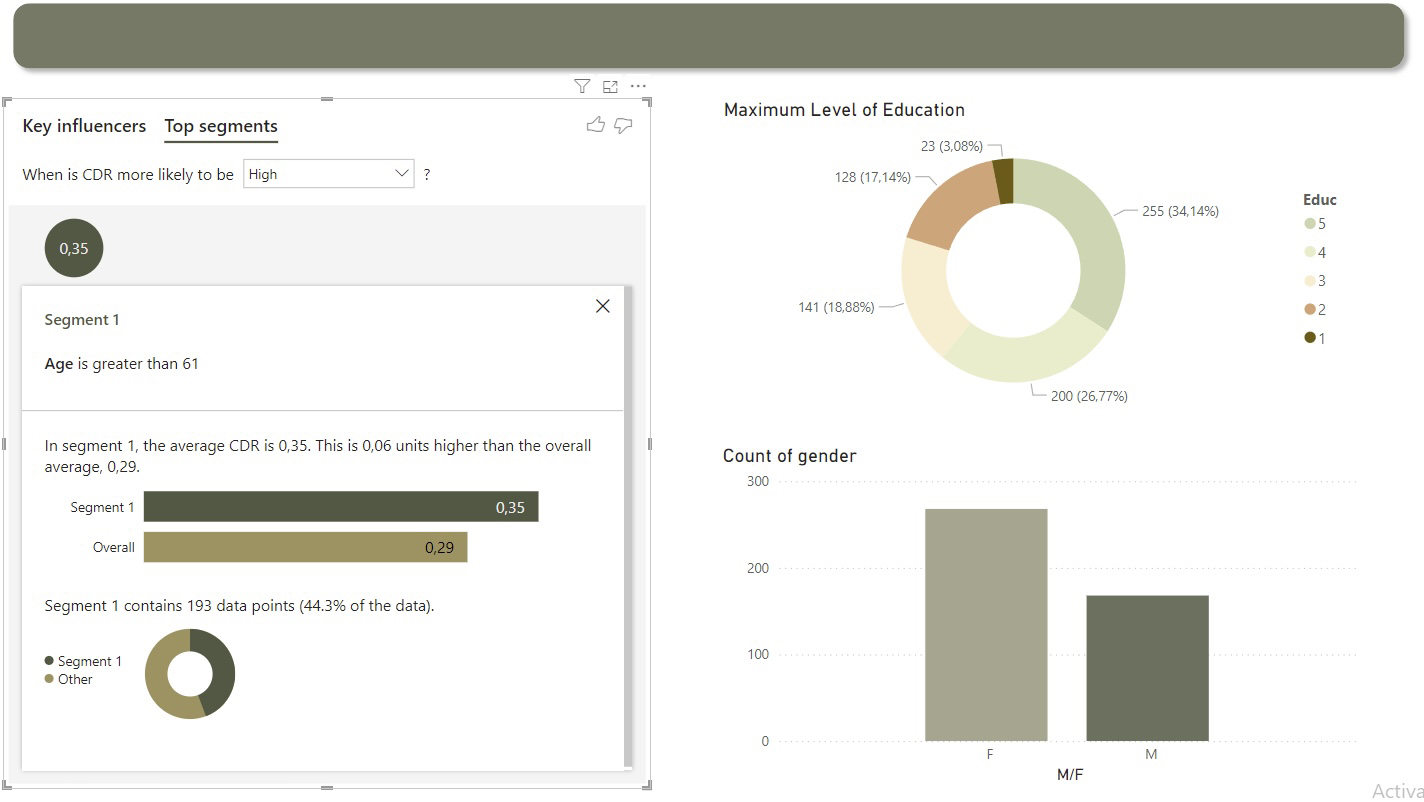 Key influencers Top segments
When is CDR more likely to be High ?
0,35
Segment 1
Age is greater than 61
In segment 1, the average CDR is 0,35. This is 0,06 units higher than the overall
average, 0,29.
Segment 1 0,35
Overall 0,29
Segment 1 contains 193 data points (44.3% of the data).
Segment 1
Other
Maximum Level of Education
23 (3,08%)
128 (17,14%)
255 (34,14%)
141 (18,88%)
200 (26,77%)
Educ
5
4
3
2
1
Count of gender
300
200
100
0
F M
M/F
Activa